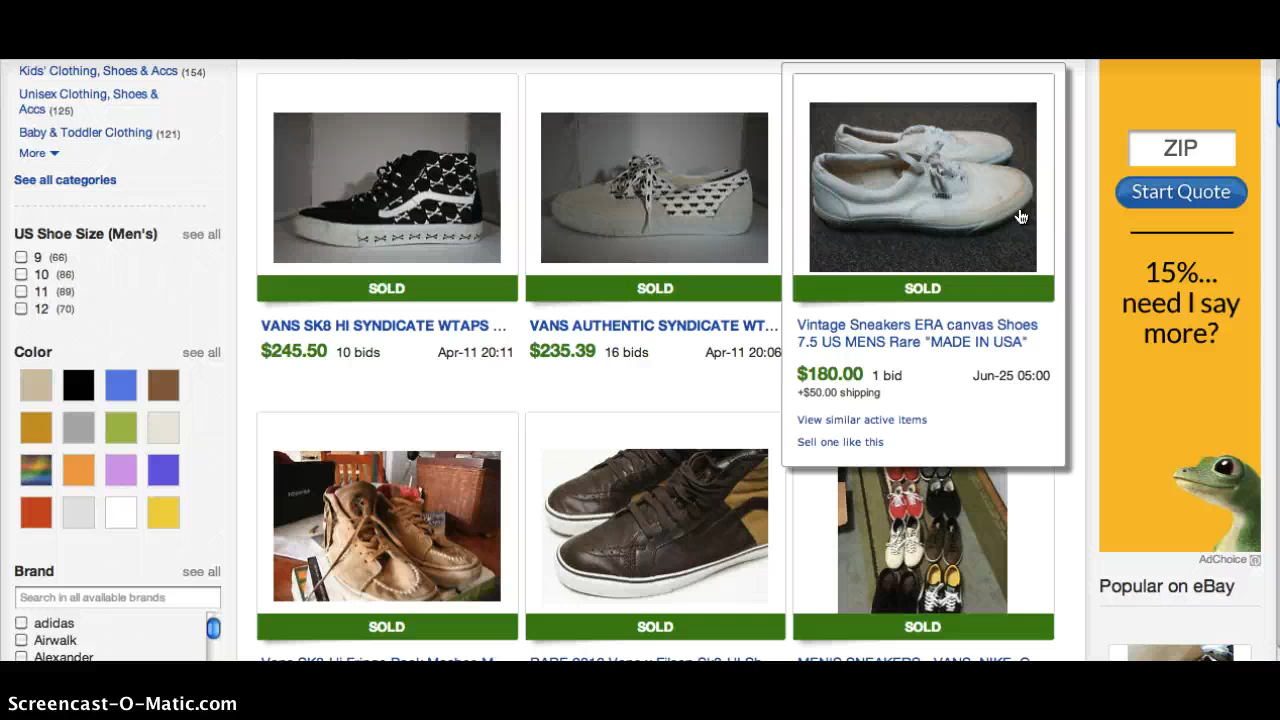 Kids' Clothing, Shoes & Accs (154)
Unisex Clothing, Shoes &
Accs (125)
Baby & Toddler Clothing (121)
More
See all categories
US Shoe Size (Men's) see all
9 (66)
10 (86)
11 (89)
12 (70)
Color see all
Brand see all
Search in all available brands
adidas
Airwalk
Alexander
SOLD
VANS SK8 HI SYNDICATE WTAPS ...
$245.50 10 bids Apr-11 20:11
SOLD
VANS AUTHENTIC SYNDICATE WT...
$235.39 16 bids Apr-11 20:06
SOLD
Vintage Sneakers ERA canvas Shoes
7.5 US MENS Rare "MADE IN USA"
$180.00 1 bid Jun-25 05:00
+$50.00 shipping
View similar active items
Sell one like this
SOLD
SOLD
SOLD
ZIP
Start Quote
15%...
need I say
more?
AdChoice
Popular on eBay
Screencast-O-Matic.com